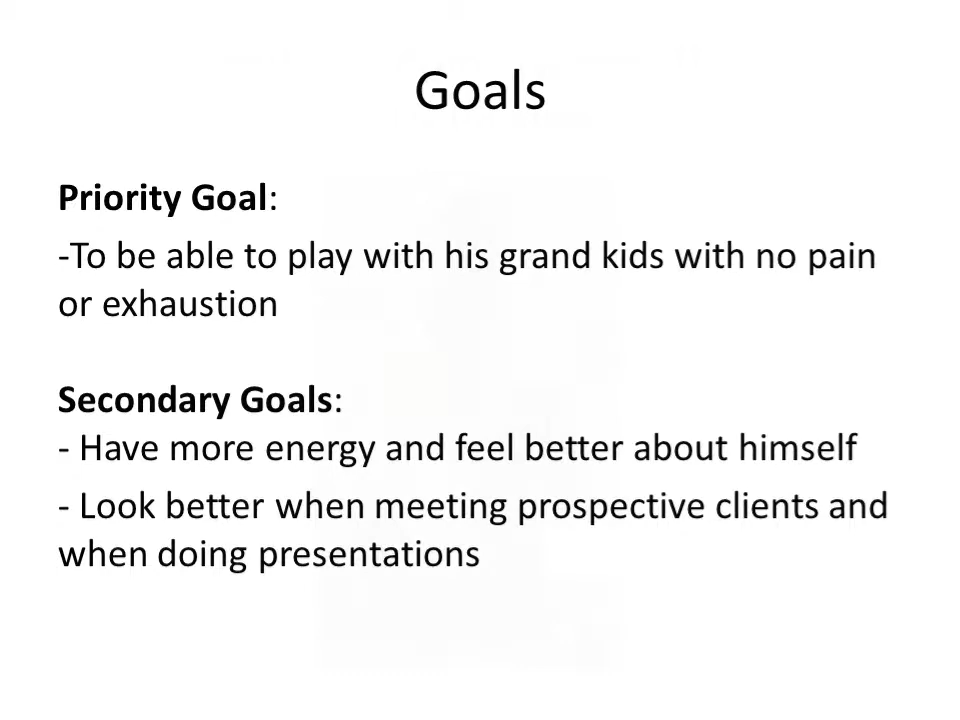 Goals
Priority Goal:
-To be able to play with his grand kids with no pain
or exhaustion
Secondary Goals:
- Have more energy and feel better about himself
- Look better when meeting prospective clients and
when doing presentations